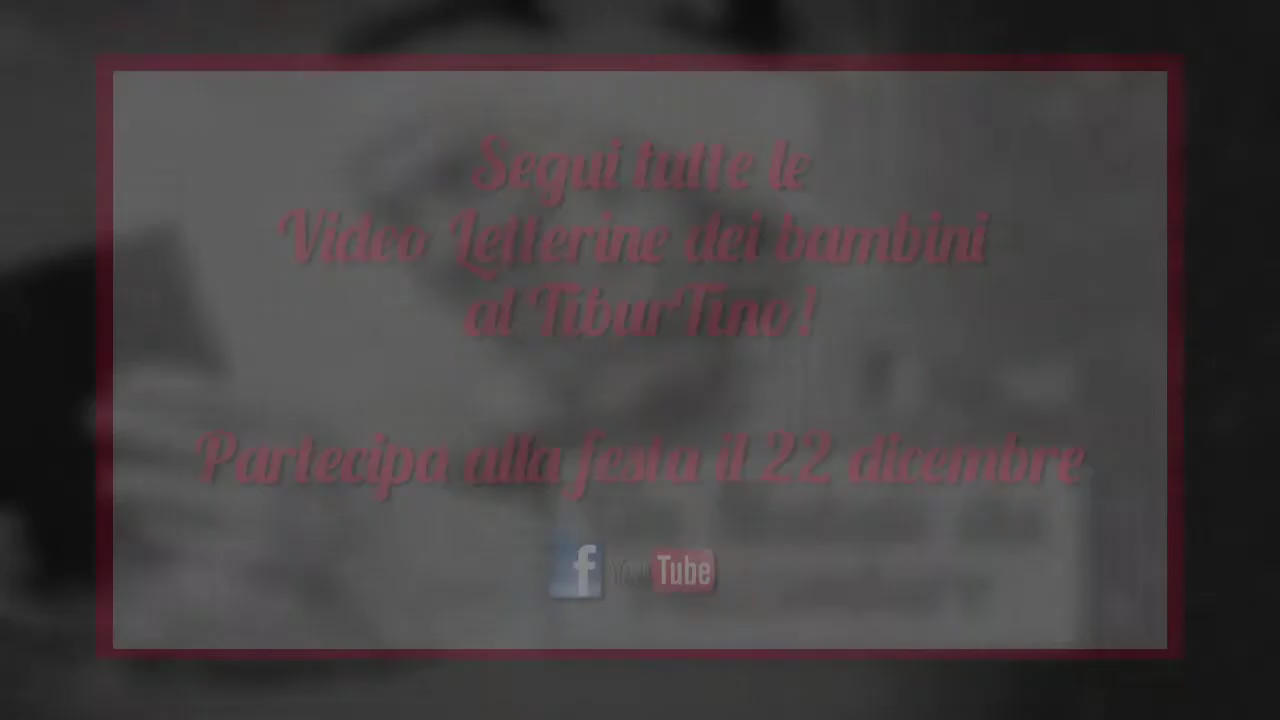 Segui tutte le
Video Letterine dei bambini
al TiburTino!
Partecipa alla festa il 22 dicembre
f YouTube